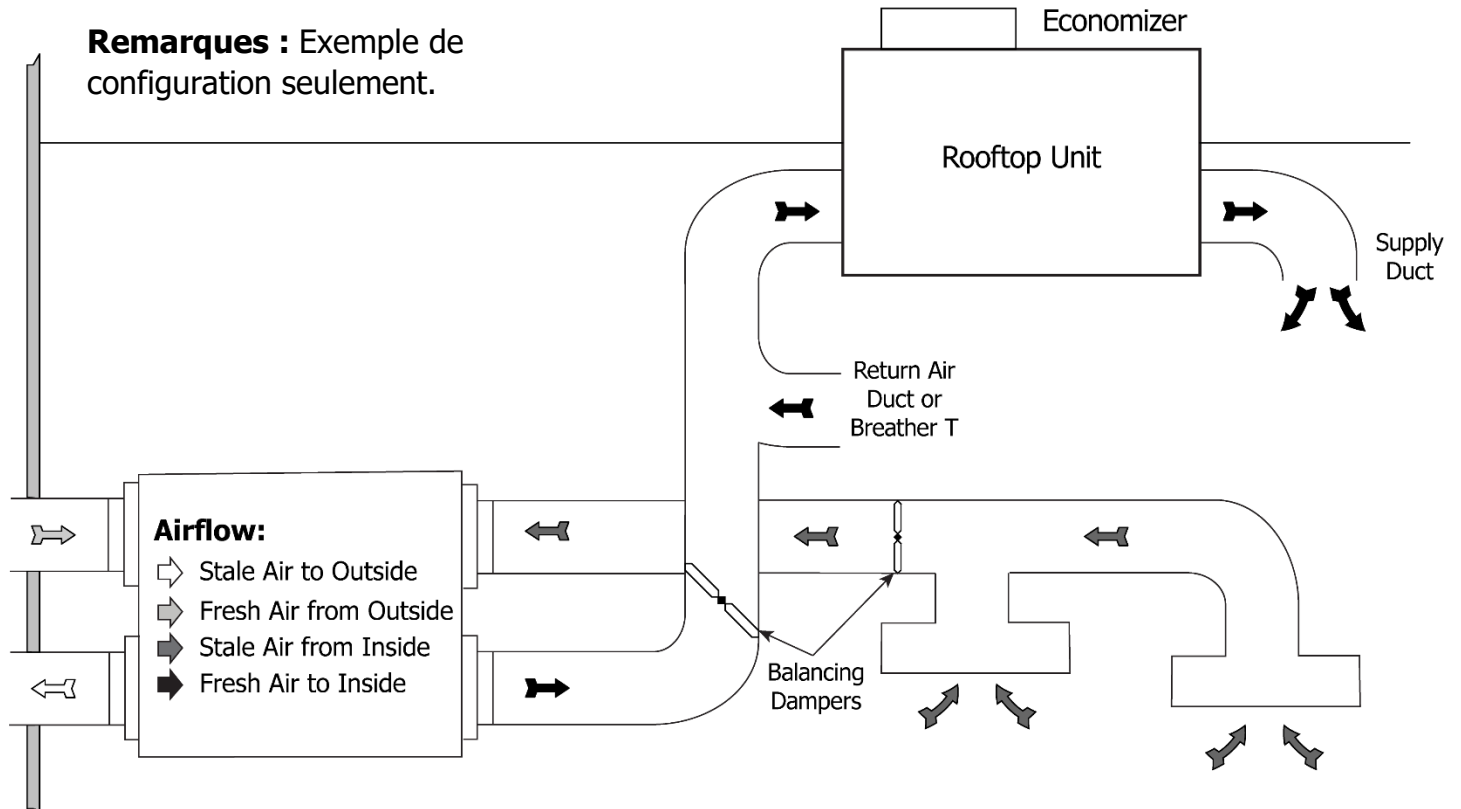 Remarques : Exemple de
configuration seulement.
Economizer
Rooftop Unit
Supply
Duct
Return Air
Duct or
Breather T
Airflow:
Stale Air to Outside
Fresh Air from Outside
Stale Air from Inside
Fresh Air to Inside
Balancing
Dampers